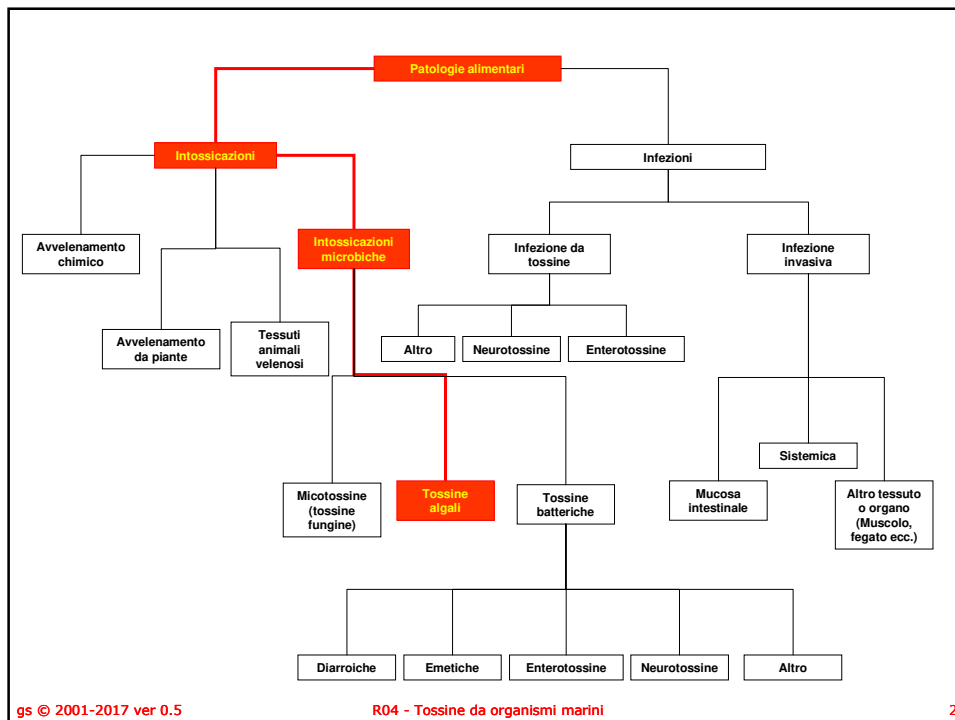 Patologie alimentari
Intossicazioni
Infezioni
Avvelenamento
chimico
Intossicazioni
microbiche
Infezione da
tossine
Infezione
invasiva
Avvelenamento
da piante
Tessuti
animali
velenosi
Altro
Neurotossine
Enterotossine
Sistemica
Micotossine
(tossine
fungine)
Tossine
algali
Tossine
batteriche
Mucosa
intestinale
Altro tessuto
o organo
(Muscolo,
fegato ecc.)
Diarroiche
Emetiche
Enterotossine
Neurotossine
Altro
gs © 2001-2017 ver 0.5
R04 - Tossine da organismi marini
2